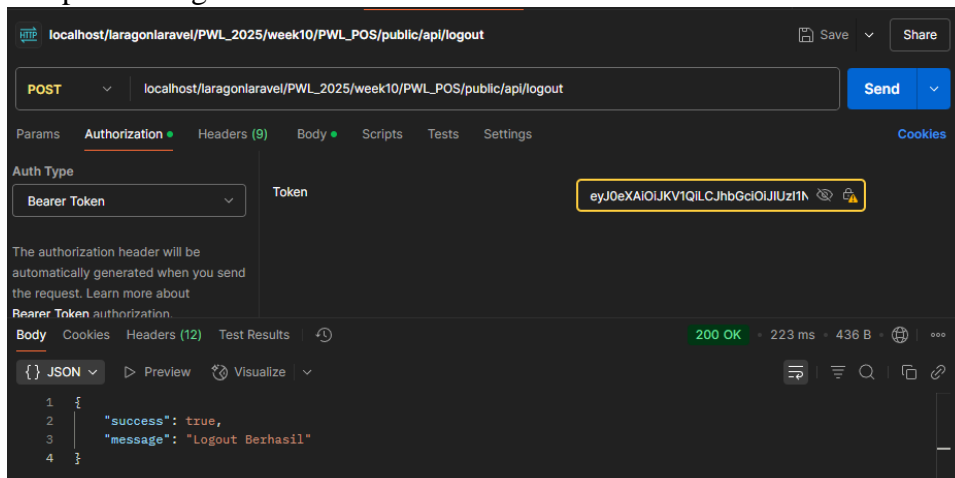 HTTP localhost/laragonlaravel/PWL_2025/week10/PWL_POS/public/api/logout Save Share
POST localhost/laragonlaravel/PWL_2025/week10/PWL_POS/public/api/logout Send
Params Authorization Headers (9) Body Scripts Tests Settings Cookies
Auth Type
Bearer Token
Token
The authorization header will be
automatically generated when you send
the request. Learn more about
Bearer Token authorization.
Body Cookies Headers (12) Test Results 200 OK 223 ms 436 B
{} JSON Preview Visualize
1 {
2 "success": true,
3 "message": "Logout Berhasil"
4 }